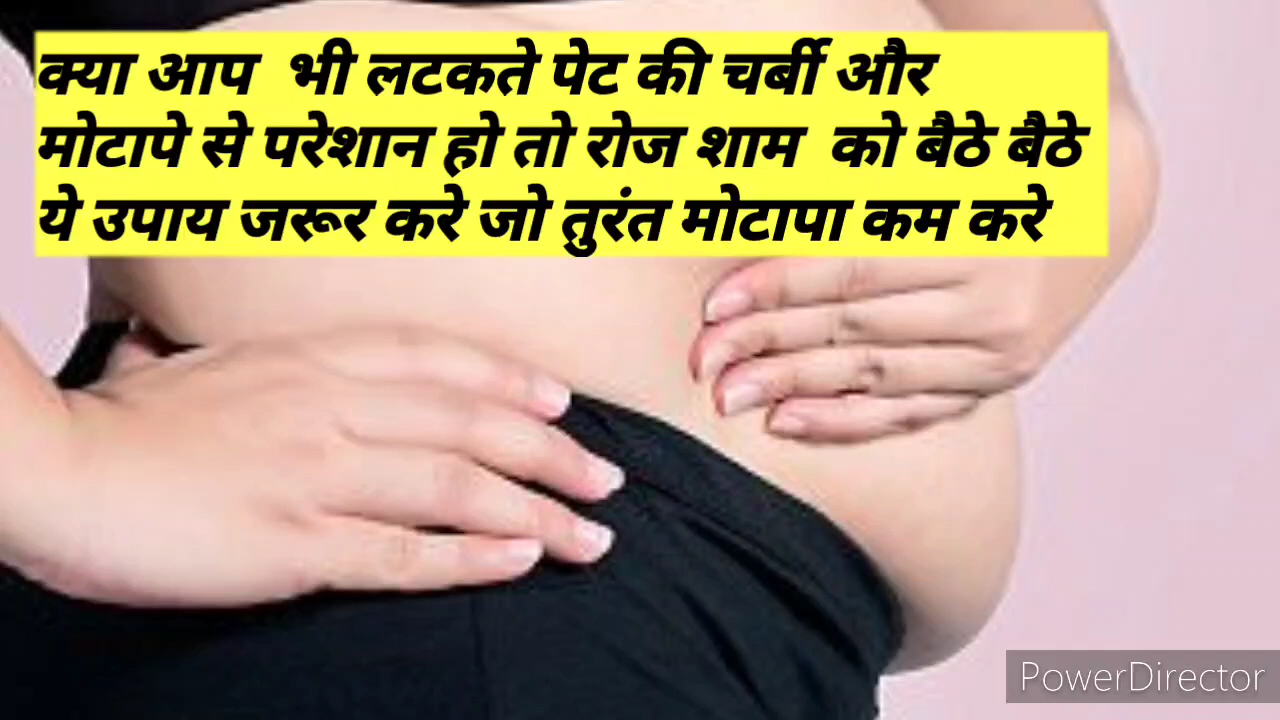 क्या आप भी लटकते पेट की चर्बी और
मोटापे से परेशान हो तो रोज शाम को बैठे बैठे
ये उपाय जरूर करे जो तुरंत मोटापा कम करे
PowerDirector